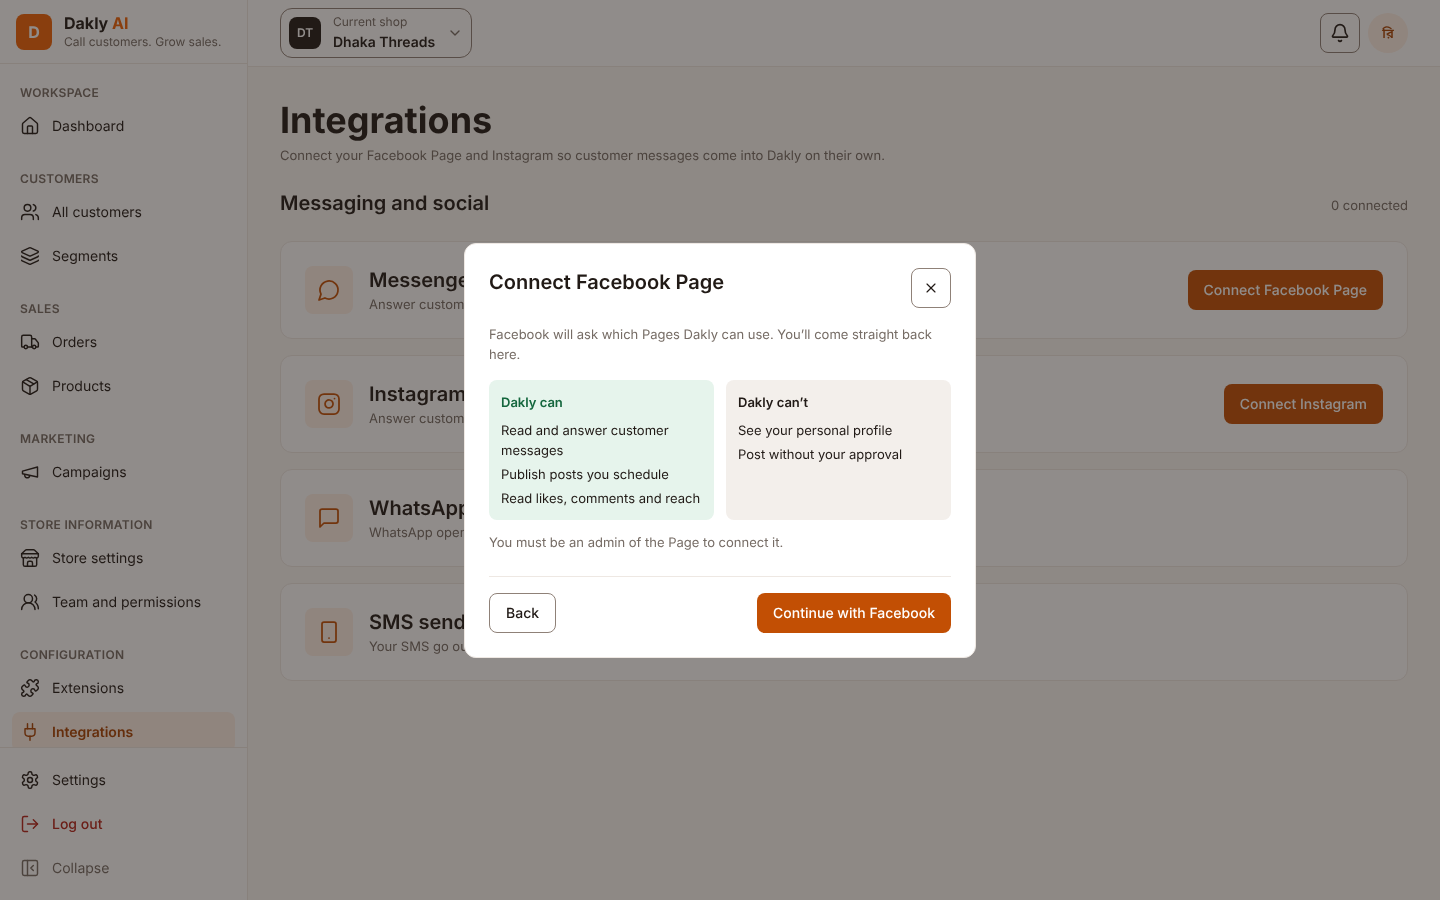 D
Dakly AI
Call customers. Grow sales.
WORKSPACE
Dashboard
CUSTOMERS
All customers
Segments
SALES
Orders
Products
MARKETING
Campaigns
STORE INFORMATION
Store settings
Team and permissions
CONFIGURATION
Extensions
Integrations
Settings
Log out
Collapse
DT
Current shop
Dhaka Threads
রি
Integrations
Connect your Facebook Page and Instagram so customer messages come into Dakly on their own.
Messaging and social
0 connected
Messenge
Answer custom
Connect Facebook Page
Instagram
Answer custom
Connect Instagram
WhatsApp
WhatsApp oper
SMS send
Your SMS go ou
Connect Facebook Page
Facebook will ask which Pages Dakly can use. You’ll come straight back
here.
Dakly can
Read and answer customer
messages
Publish posts you schedule
Read likes, comments and reach
Dakly can’t
See your personal profile
Post without your approval
You must be an admin of the Page to connect it.
Back
Continue with Facebook